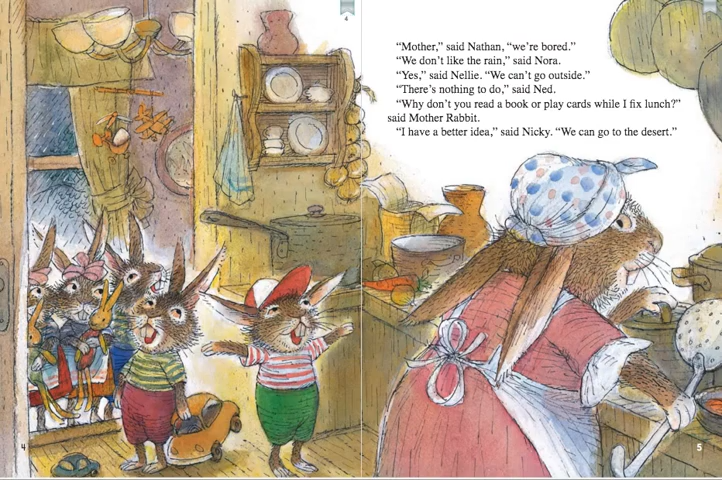 “Mother,” said Nathan, “we’re bored.”
“We don’t like the rain,” said Nora.
“Yes,” said Nellie. “We can’t go outside.”
“There’s nothing to do,” said Ned.
“Why don’t you read a book or play cards while I fix lunch?”
said Mother Rabbit.
“I have a better idea,” said Nicky. “We can go to the desert.”
4
5